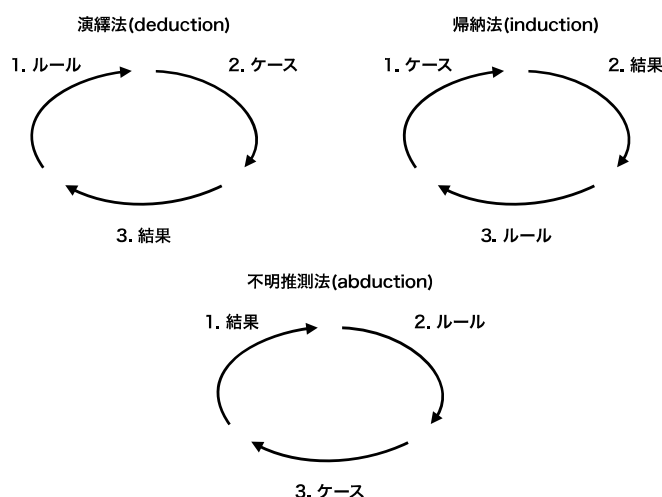 演繹法(deduction)
1. ルール
2. ケース
3. 結果
帰納法(induction)
1. ケース
2. 結果
3. ルール
不明推測法(abduction)
1. 結果
2. ルール
3. ケース